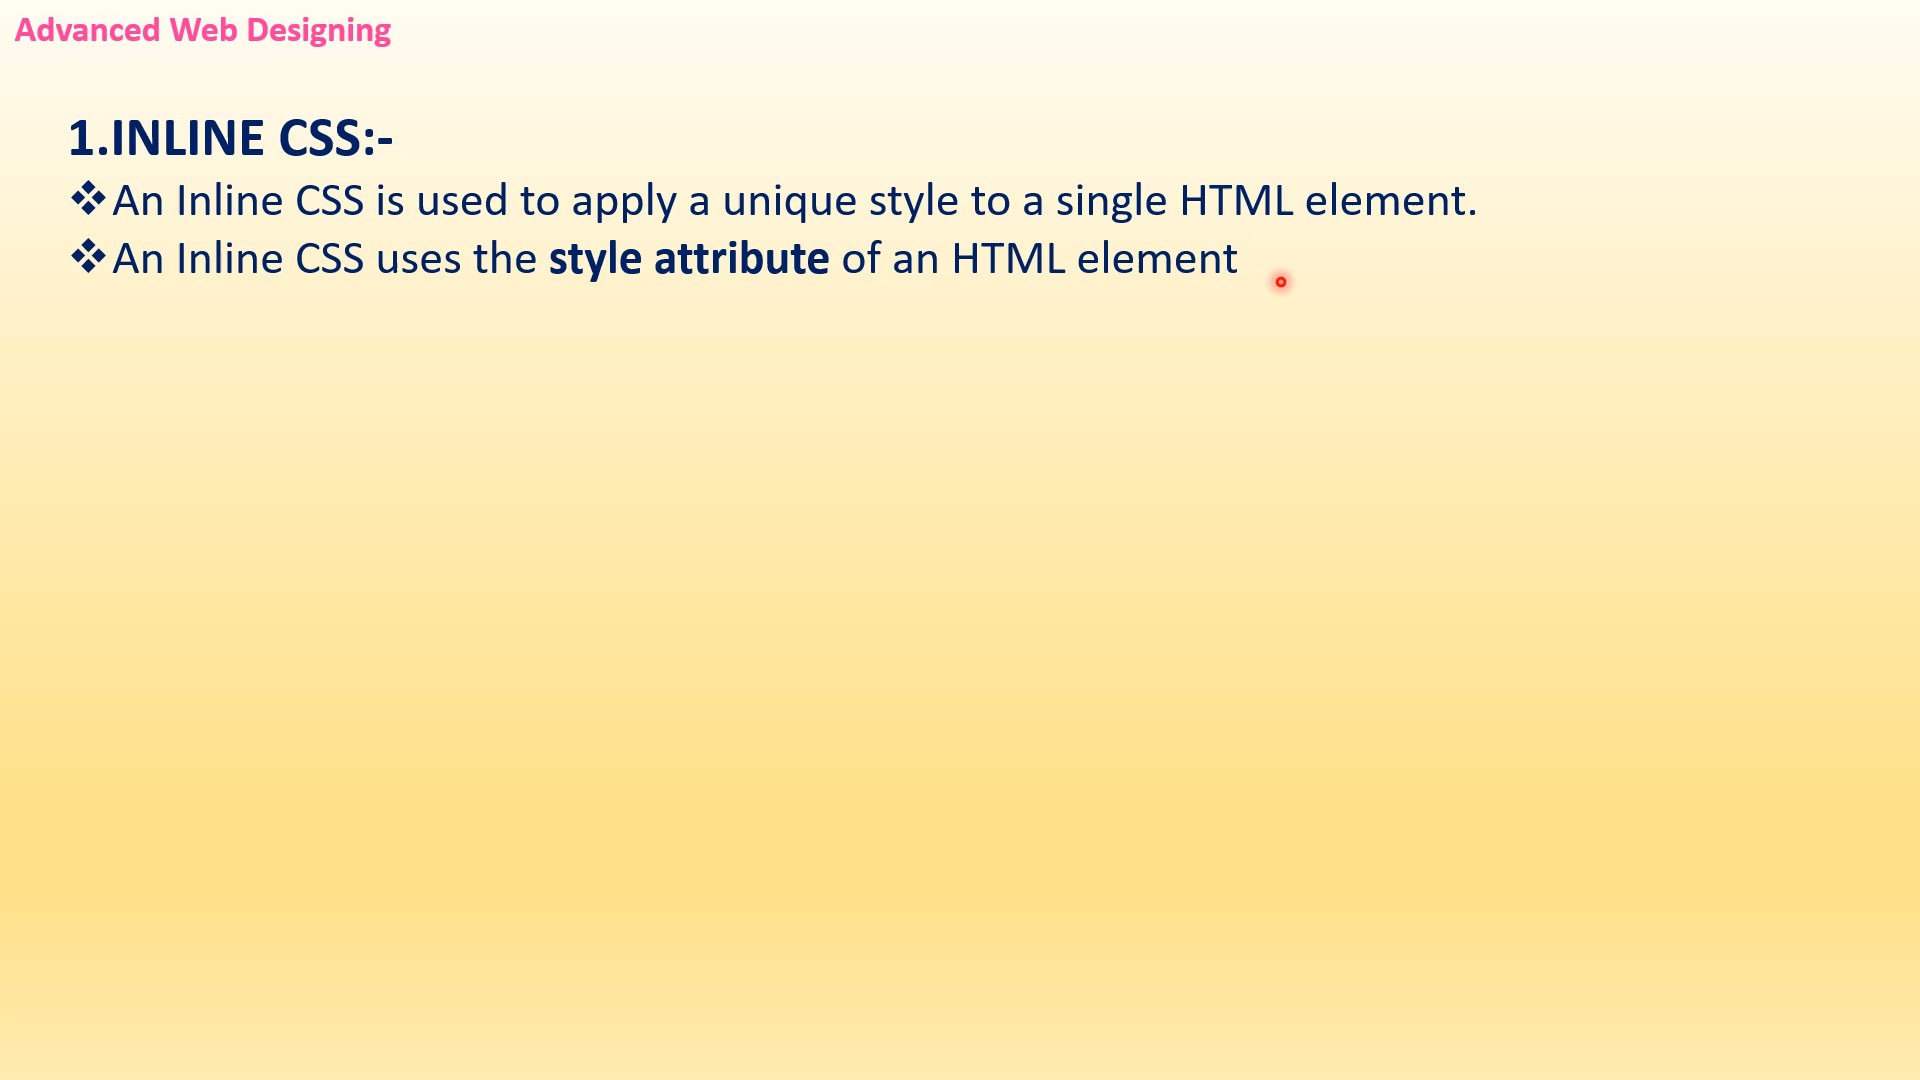 Advanced Web Designing
1.INLINE CSS:-
❖An Inline CSS is used to apply a unique style to a single HTML element.
❖An Inline CSS uses the style attribute of an HTML element